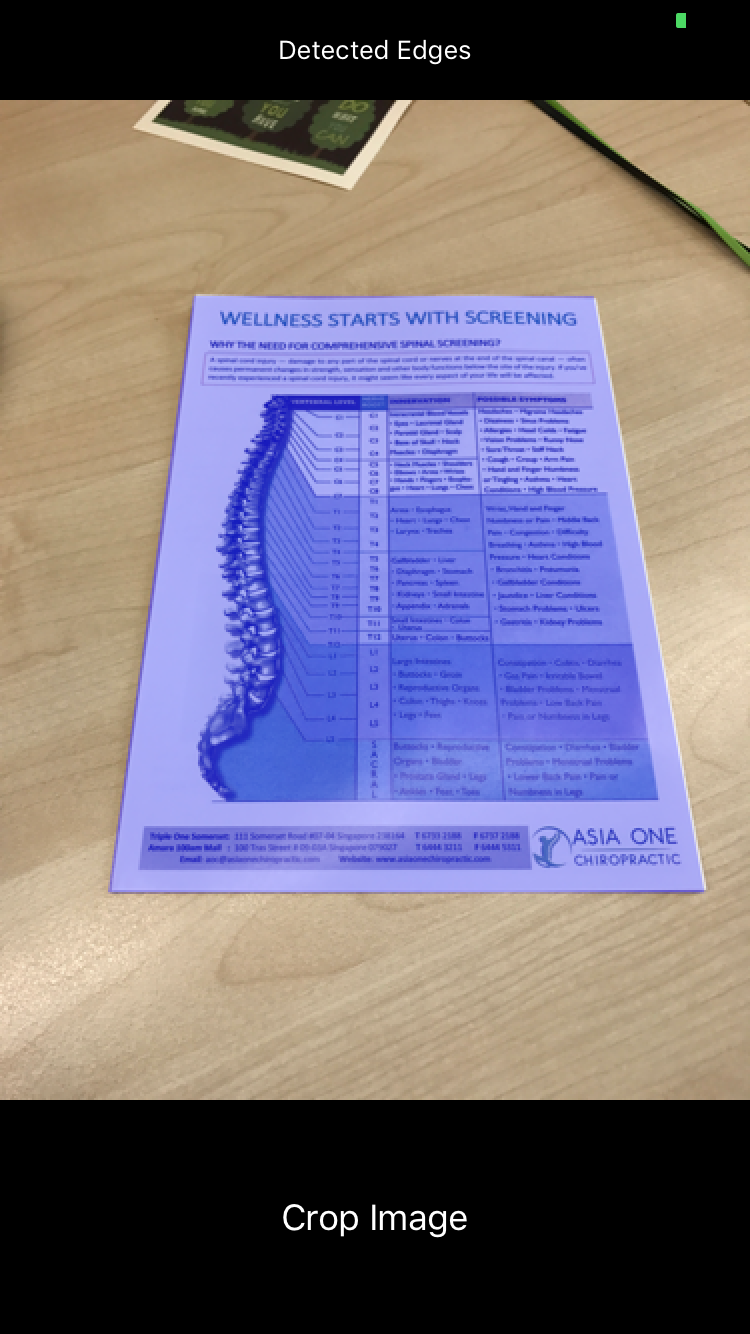 Detected Edges
YOU
HAVE
DO
WHAT
YOU
CAN
WELLNESS STARTS WITH SCREENING
WHY THE NEED FOR COMPREHENSIVE SPINAL SCREENING?
A spinal cord injury — damage to any part of the spinal cord or nerves at the end of the spinal canal — often
causes permanent changes in strength, sensation and other body functions below the site of the injury. If you've
recently experienced a spinal cord injury, it might seem like every aspect of your life will be affected.
VERTEBRAL LEVEL INNERVATION POSSIBLE SYMPTOMS
C1
C2
C3
C4
C5
C6
C7
T1
T2
T3
T4
T5
T6
T7
T8
T9
T10
T11
T12
L1
L2
L3
L4
L5
C1
C2
C3
C4
Intracranial Blood Vessels
• Eyes • Lacrimal Gland
• Parotid Gland • Scalp
• Base of Skull • Neck
Muscles • Diaphragm
Headaches • Migraine Headaches
• Dizziness • Sinus Problems
• Allergies • Head Colds • Fatigue
• Vision Problems • Runny Nose
• Sore Throat • Stiff Neck
• Cough • Croup • Arm Pain
• Hand and Finger Numbness
or Tingling • Asthma • Heart
Conditions • High Blood Pressure
C5
C6
C7
C8
• Neck Muscles • Shoulders
• Elbows • Arms • Wrists
• Hands • Fingers • Esopha-
gus • Heart • Lungs • Chest
T1
T2
T3
T4
Arms • Esophagus
• Heart • Lungs • Chest
• Larynx • Trachea
Wrist, Hand and Finger
Numbness or Pain • Middle Back
Pain • Congestion • Difficulty
Breathing • Asthma • High Blood
Pressure • Heart Conditions
• Bronchitis • Pneumonia
• Gallbladder Conditions
• Jaundice • Liver Conditions
• Stomach Problems • Ulcers
• Gastritis • Kidney Problems
T5
T6
T7
T8
T9
T10
Gallbladder • Liver
• Diaphragm • Stomach
• Pancreas • Spleen
• Kidneys • Small Intestine
• Appendix • Adrenals
T11
Small Intestines • Colon
• Uterus
T12
Uterus • Colon • Buttocks
L1
L2
L3
L4
L5
Large Intestines
• Buttocks • Groin
• Reproductive Organs
• Colon • Thighs • Knees
• Legs • Feet
Constipation • Colitis • Diarrhea
• Gas Pain • Irritable Bowel
• Bladder Problems • Menstrual
Problems • Low Back Pain
• Pain or Numbness in Legs
S
A
C
R
A
L
Buttocks • Reproductive
Organs • Bladder
• Prostate Gland • Legs
• Ankles • Feet • Toes
Constipation • Diarrhea • Bladder
Problems • Menstrual Problems
• Lower Back Pain • Pain or
Numbness in Legs
Triple One Somerset: 111 Somerset Road #07-04 Singapore 238164 T 6733 2188 F 6737 2188
Amara 100am Mall : 100 Tras Street # 09-03A Singapore 079027 T 6444 3215 F 6444 5351
Email: aoc@asiaonechiropractic.com Website: www.asiaonechiropractic.com
ASIA ONE
CHIROPRACTIC
Crop Image